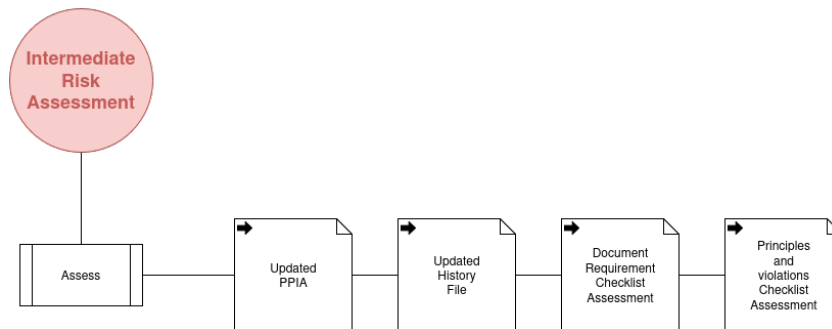 Intermediate
Risk
Assessment
Assess
Updated
PPIA
Updated
History
File
Document
Requirement
Checklist
Assessment
Principles
and
violations
Checklist
Assessment